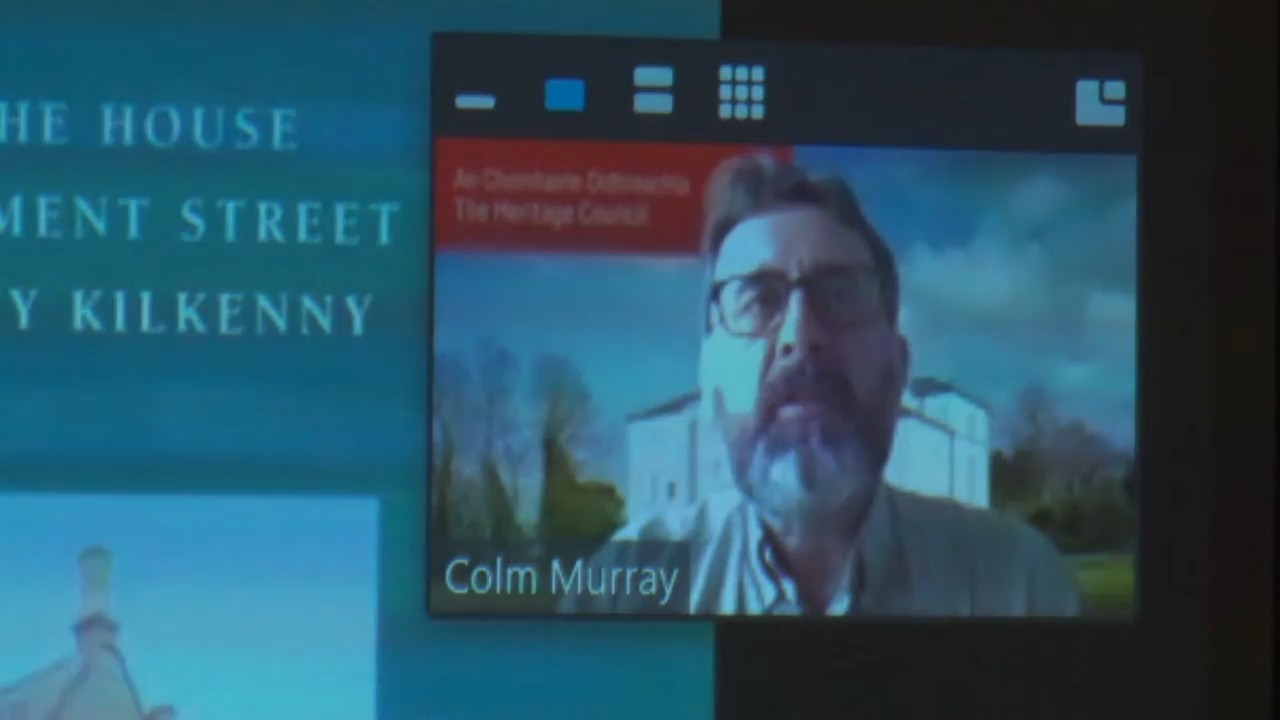 HE HOUSE
MENT STREET
Y KILKENNY
An Chomhairle Oidhreachta
The Heritage Council
Colm Murray